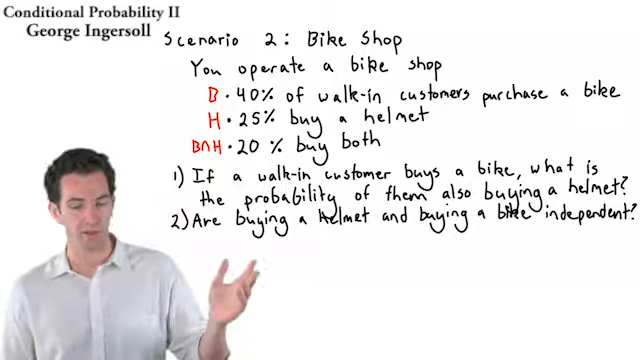 Conditional Probability II
George Ingersoll
Scenario 2: Bike Shop
You operate a bike shop
B • 40% of walk-in customers purchase a bike
H • 25% buy a helmet
B∩H • 20% buy both
1) If a walk-in customer buys a bike, what is
the probability of them also buying a helmet?
2) Are buying a helmet and buying a bike independent?